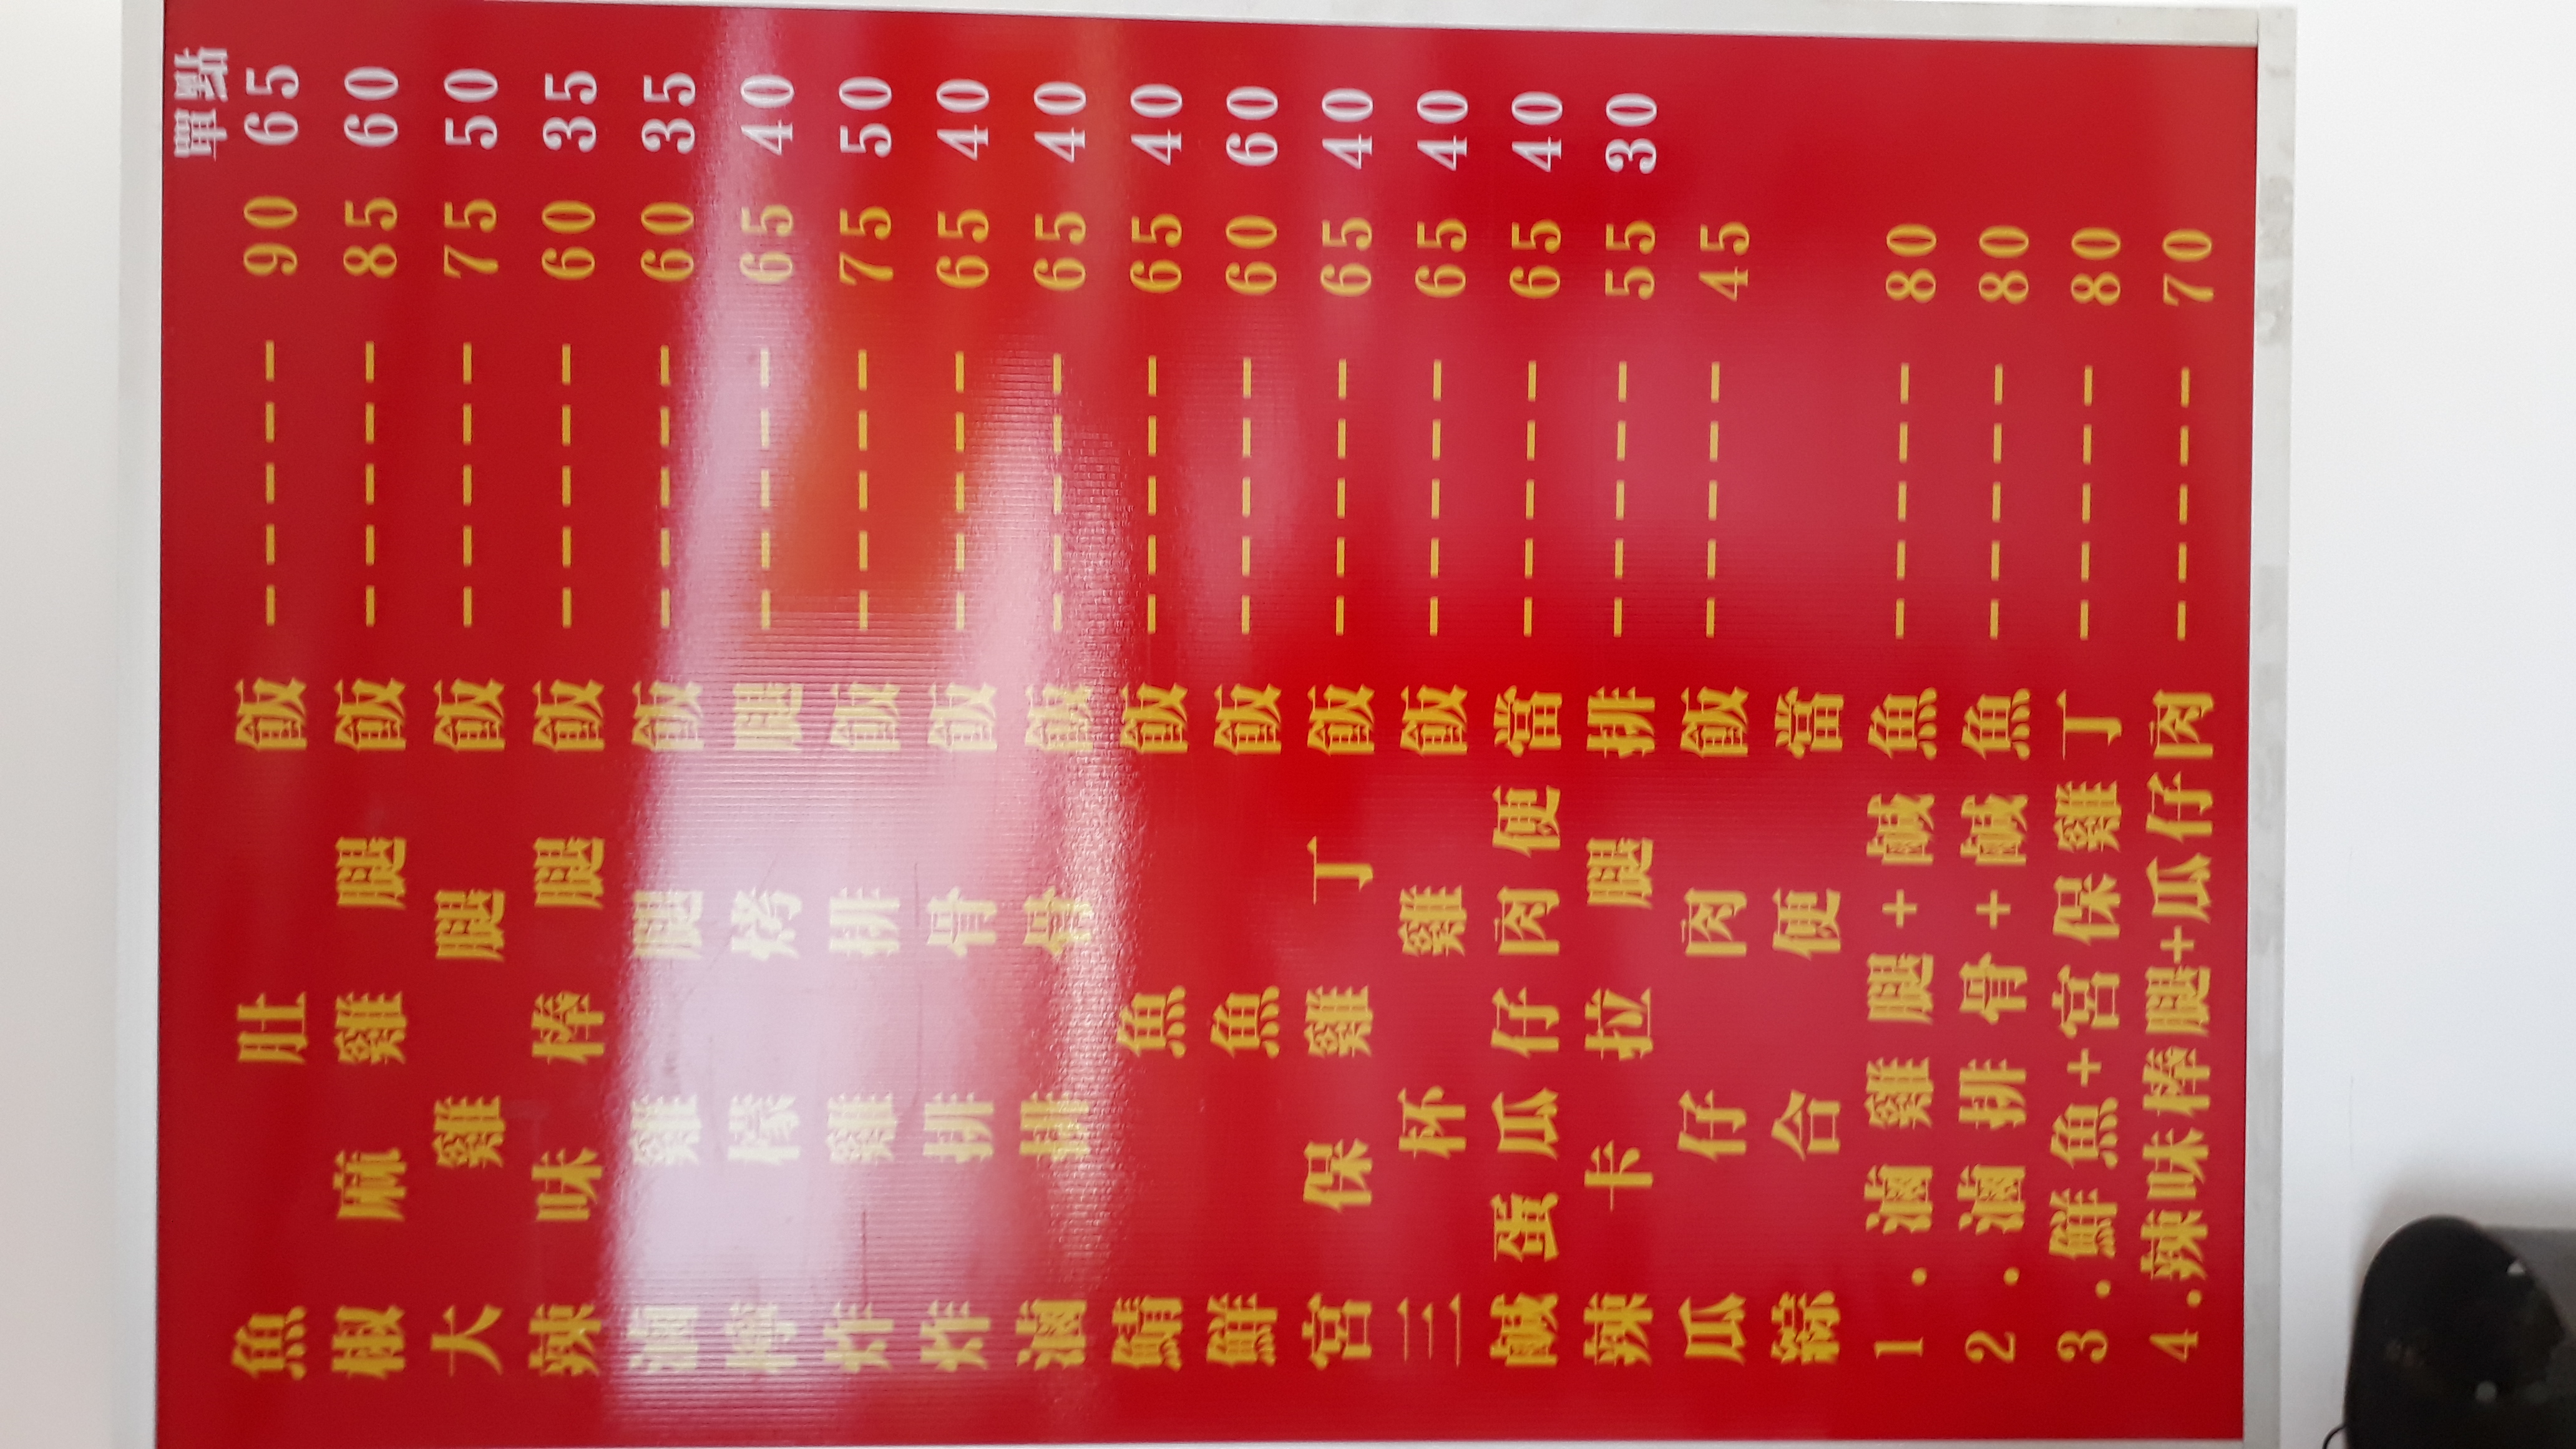 單點
魚肚飯----- 90 65
椒麻雞腿飯----- 85 60
大雞腿飯----- 75 50
辣味棒腿飯----- 60 35
滷雞腿飯----- 60 35
檸檬烤腿----- 65 40
炸雞排飯----- 75 50
炸排骨飯----- 65 40
滷排骨飯----- 65 40
鯖魚飯----- 65 40
鮮魚飯----- 60 60
宮保雞丁飯----- 65 40
三杯雞飯----- 65 40
鹹蛋瓜仔肉便當----- 65 40
辣卡拉腿排----- 55 30
瓜仔肉飯----- 45
綜合便當
1.滷雞腿+鹹魚----- 80
2.滷排骨+鹹魚----- 80
3.鮮魚+宮保雞丁----- 80
4.辣味棒腿+瓜仔肉----- 70